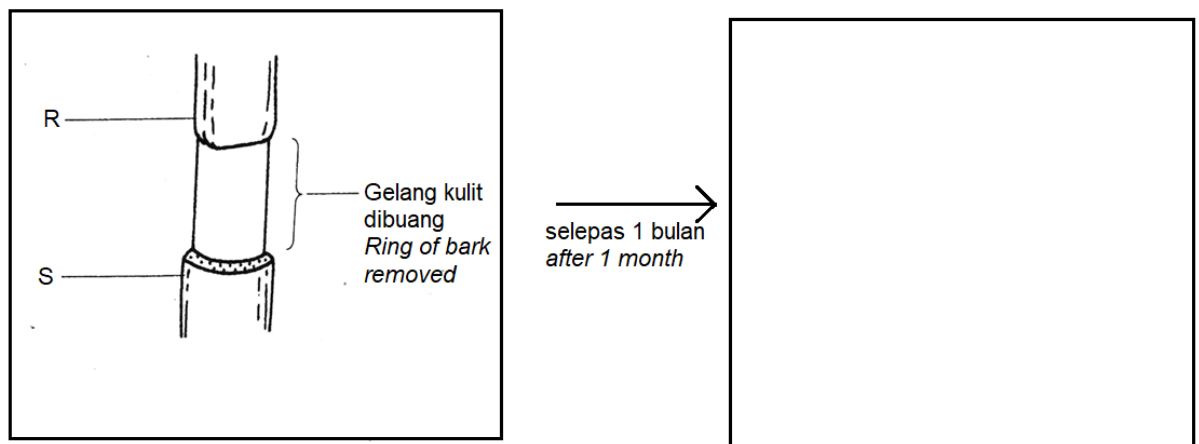 R
Gelang kulit
dibuang
Ring of bark
removed
S
selepas 1 bulan
after 1 month